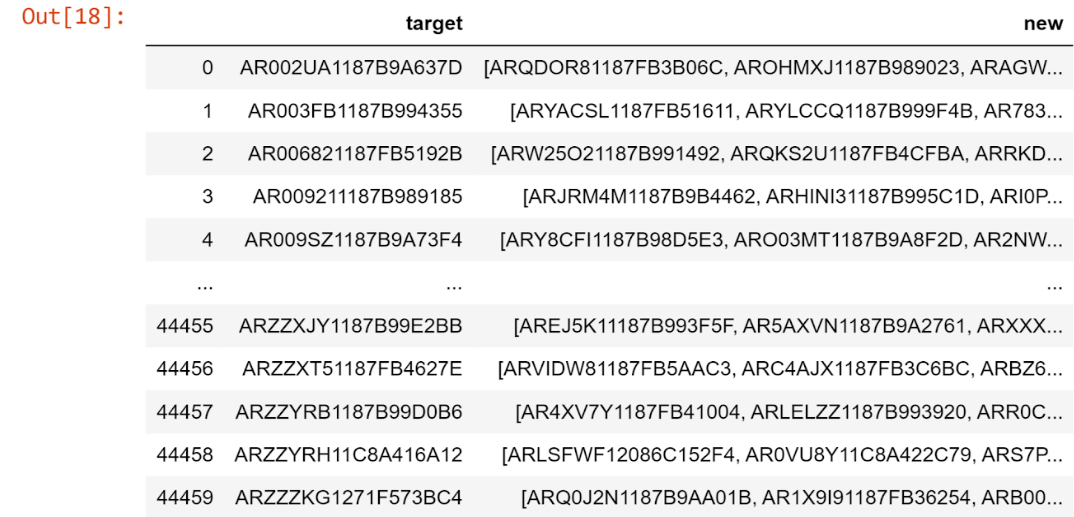 Out[18]:
target new
0 AR002UA1187B9A637D [ARQDOR81187FB3B06C, AROHMXJ1187B989023, ARAGW...
1 AR003FB1187B994355 [ARYACSL1187FB51611, ARYLCCQ1187B999F4B, AR783...
2 AR006821187FB5192B [ARW25O21187B991492, ARQKS2U1187FB4CFBA, ARRKD...
3 AR009211187B989185 [ARJRM4M1187B9B4462, ARHINI31187B995C1D, ARI0P...
4 AR009SZ1187B9A73F4 [ARY8CFI1187B98D5E3, ARO03MT1187B9A8F2D, AR2NW...
... ... ...
44455 ARZZXJY1187B99E2BB [AREJ5K11187B993F5F, AR5AXVN1187B9A2761, ARXXX...
44456 ARZZXT51187FB4627E [ARVIDW81187FB5AAC3, ARC4AJX1187FB3C6BC, ARBZ6...
44457 ARZZYRB1187B99D0B6 [AR4XV7Y1187FB41004, ARLELZZ1187B993920, ARR0C...
44458 ARZZYRH11C8A416A12 [ARLSFWF12086C152F4, AR0VU8Y11C8A422C79, ARS7P...
44459 ARZZZKG1271F573BC4 [ARQ0J2N1187B9AA01B, AR1X9I91187FB36254, ARB00...